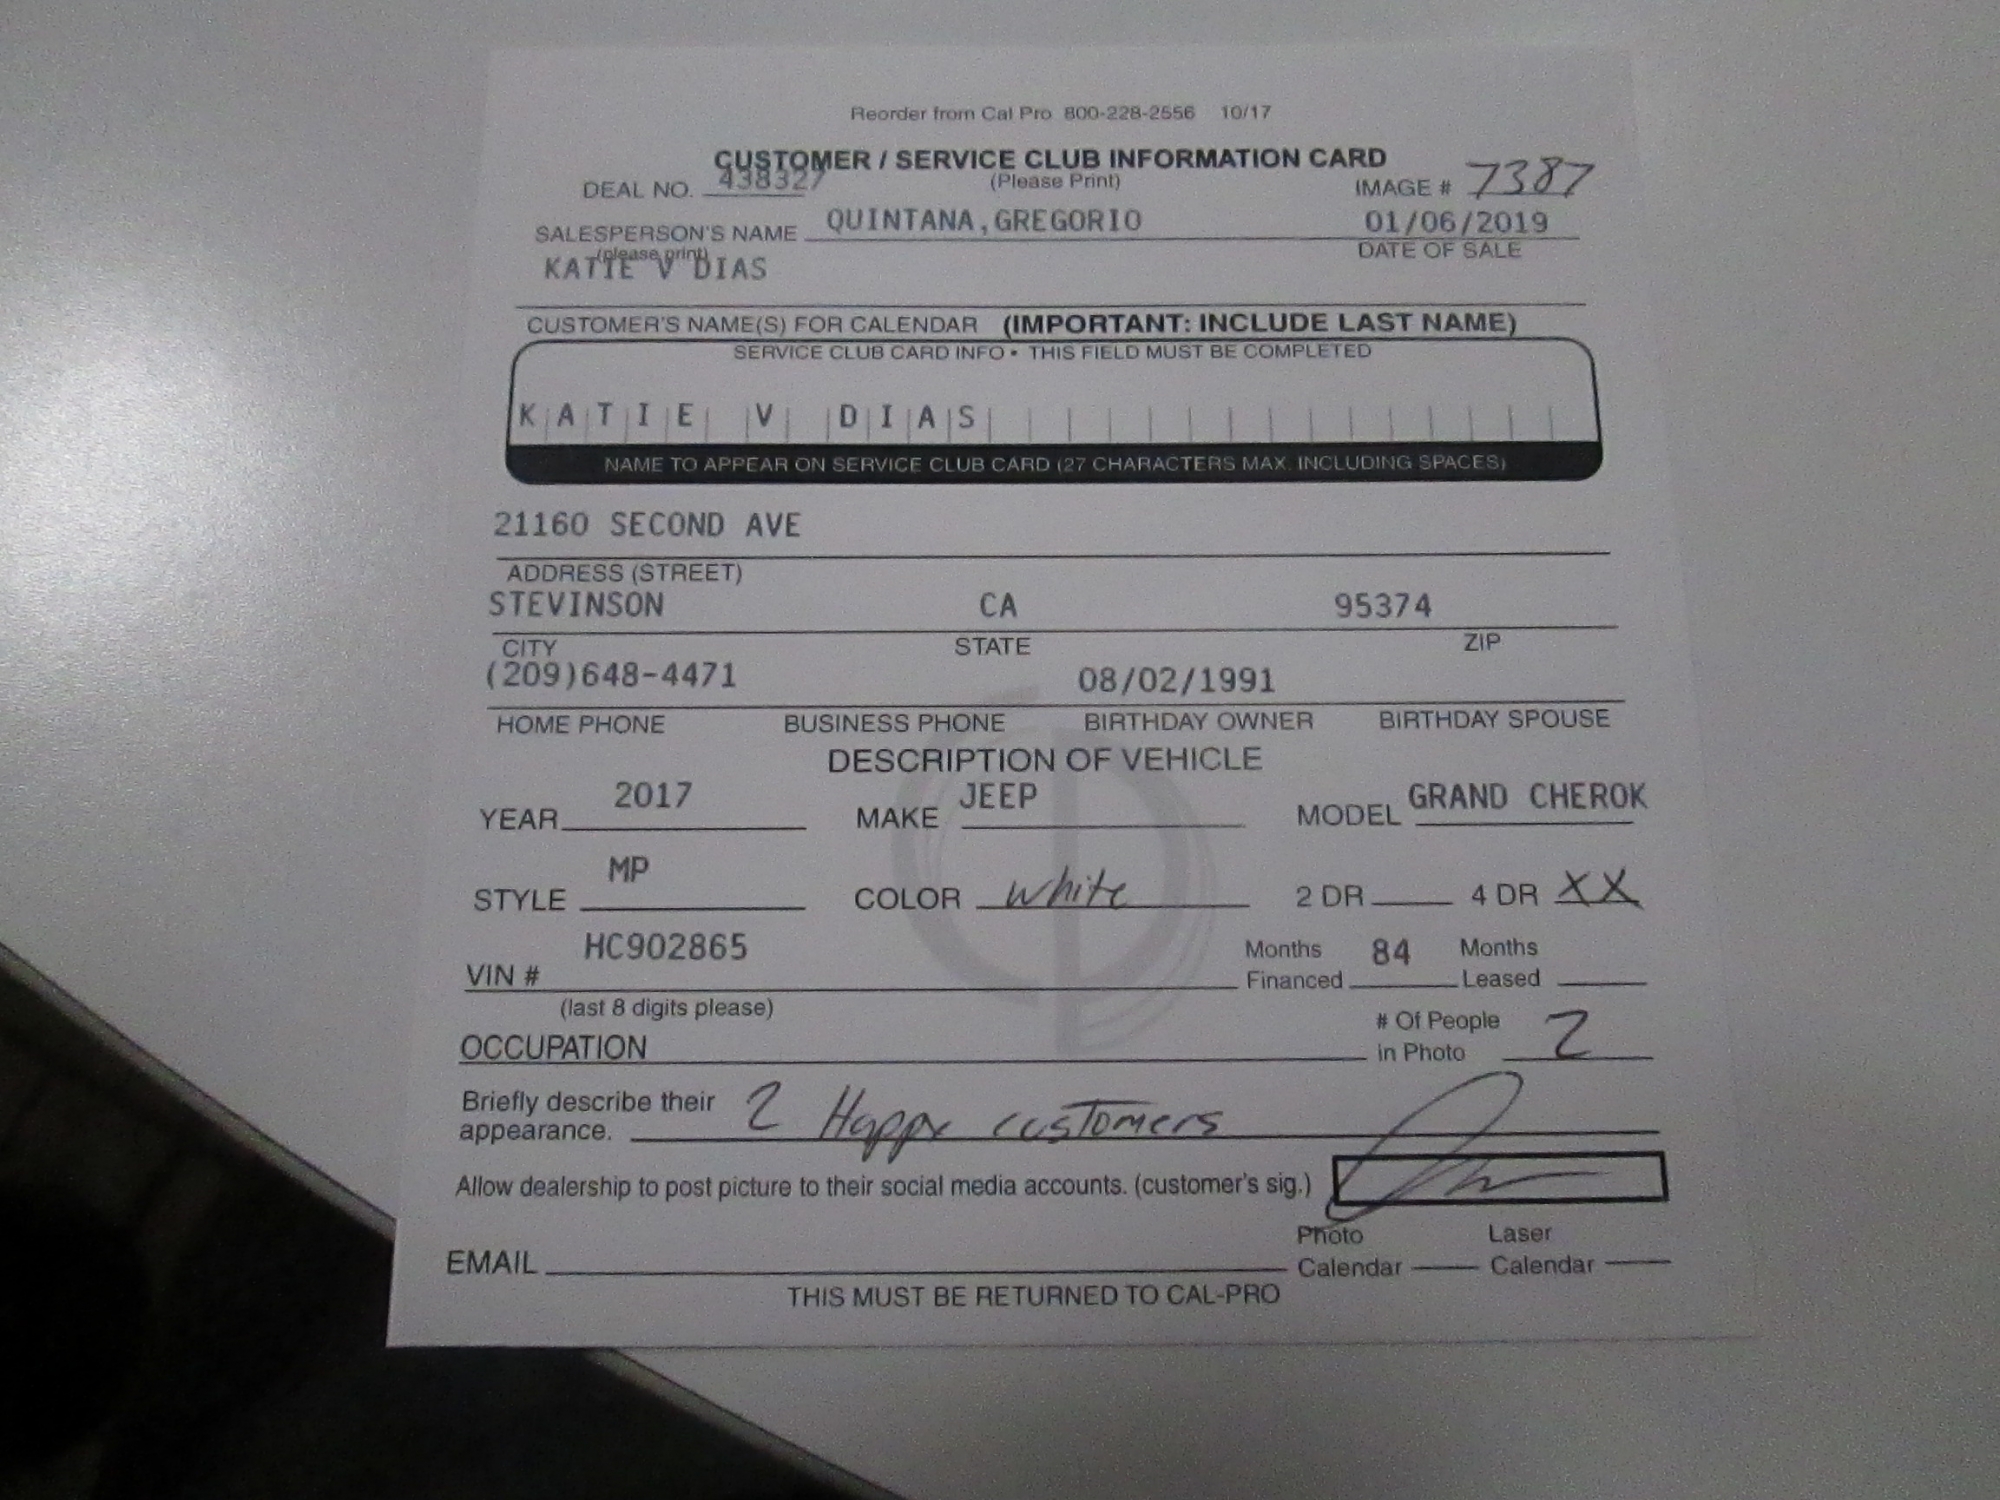 Reorder from Cal Pro 800-228-2556 10/17
CUSTOMER / SERVICE CLUB INFORMATION CARD
DEAL NO. 438327 (Please Print) IMAGE # 7387
SALESPERSON'S NAME QUINTANA,GREGORIO 01/06/2019
(please print) DATE OF SALE
KATIE V DIAS
CUSTOMER'S NAME(S) FOR CALENDAR (IMPORTANT: INCLUDE LAST NAME)
SERVICE CLUB CARD INFO • THIS FIELD MUST BE COMPLETED
KATIE V DIAS
NAME TO APPEAR ON SERVICE CLUB CARD (27 CHARACTERS MAX. INCLUDING SPACES)
21160 SECOND AVE
ADDRESS (STREET)
STEVINSON CA 95374
CITY STATE ZIP
(209)648-4471 08/02/1991
HOME PHONE BUSINESS PHONE BIRTHDAY OWNER BIRTHDAY SPOUSE
DESCRIPTION OF VEHICLE
YEAR 2017 MAKE JEEP MODEL GRAND CHEROK
STYLE MP COLOR white 2 DR 4 DR XX
VIN # HC902865 Months Financed 84 Months Leased
(last 8 digits please)
OCCUPATION # Of People in Photo 2
Briefly describe their appearance. 2 Happy customers
Allow dealership to post picture to their social media accounts. (customer's sig.)
EMAIL Photo Calendar Laser Calendar
THIS MUST BE RETURNED TO CAL-PRO